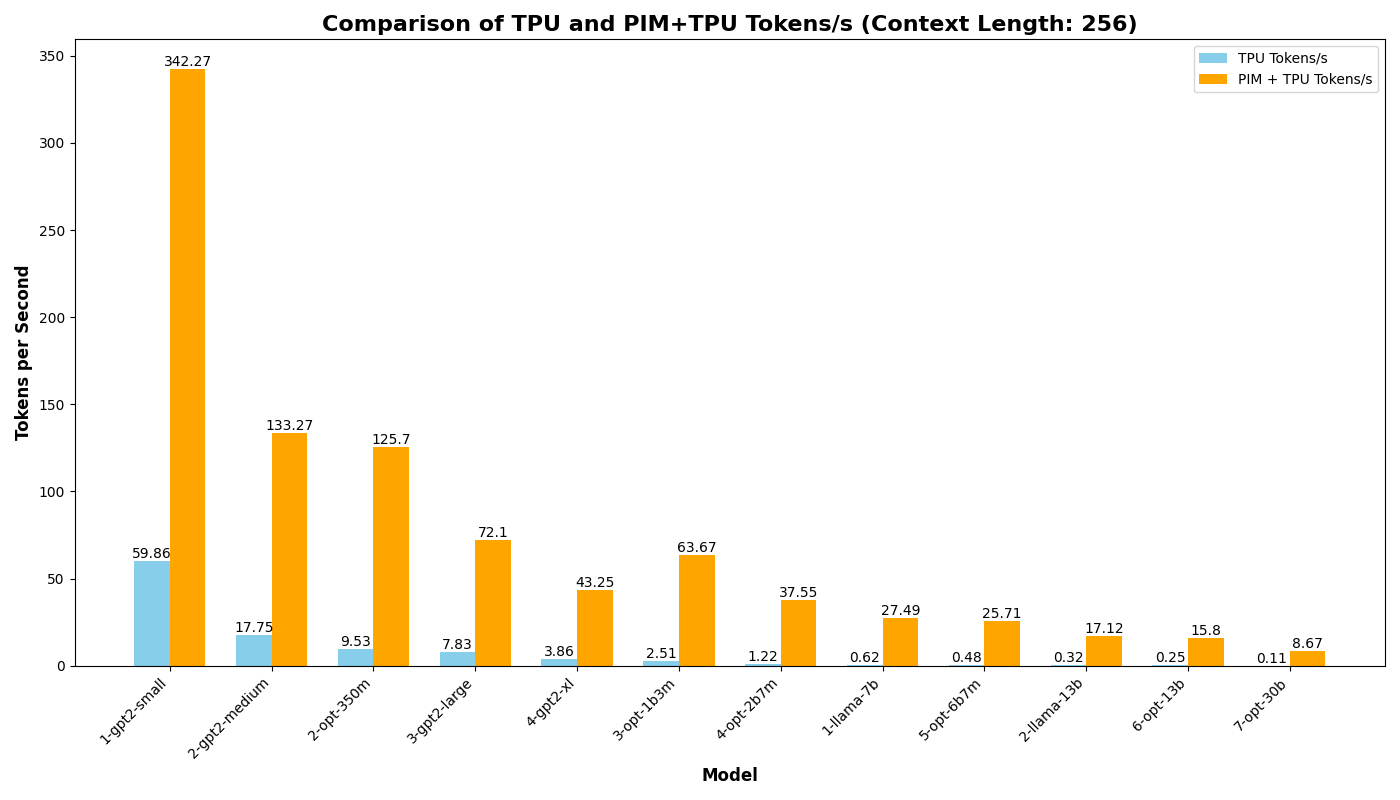 Comparison of TPU and PIM+TPU Tokens/s (Context Length: 256)
TPU Tokens/s
PIM + TPU Tokens/s
Tokens per Second
350
300
250
200
150
100
50
0
59.86
342.27
17.75
133.27
9.53
125.7
7.83
72.1
3.86
43.25
2.51
63.67
1.22
37.55
0.62
27.49
0.48
25.71
0.32
17.12
0.25
15.8
0.11
8.67
1-gpt2-small
2-gpt2-medium
2-opt-350m
3-gpt2-large
4-gpt2-xl
3-opt-1b3m
4-opt-2b7m
1-llama-7b
5-opt-6b7m
2-llama-13b
6-opt-13b
7-opt-30b
Model